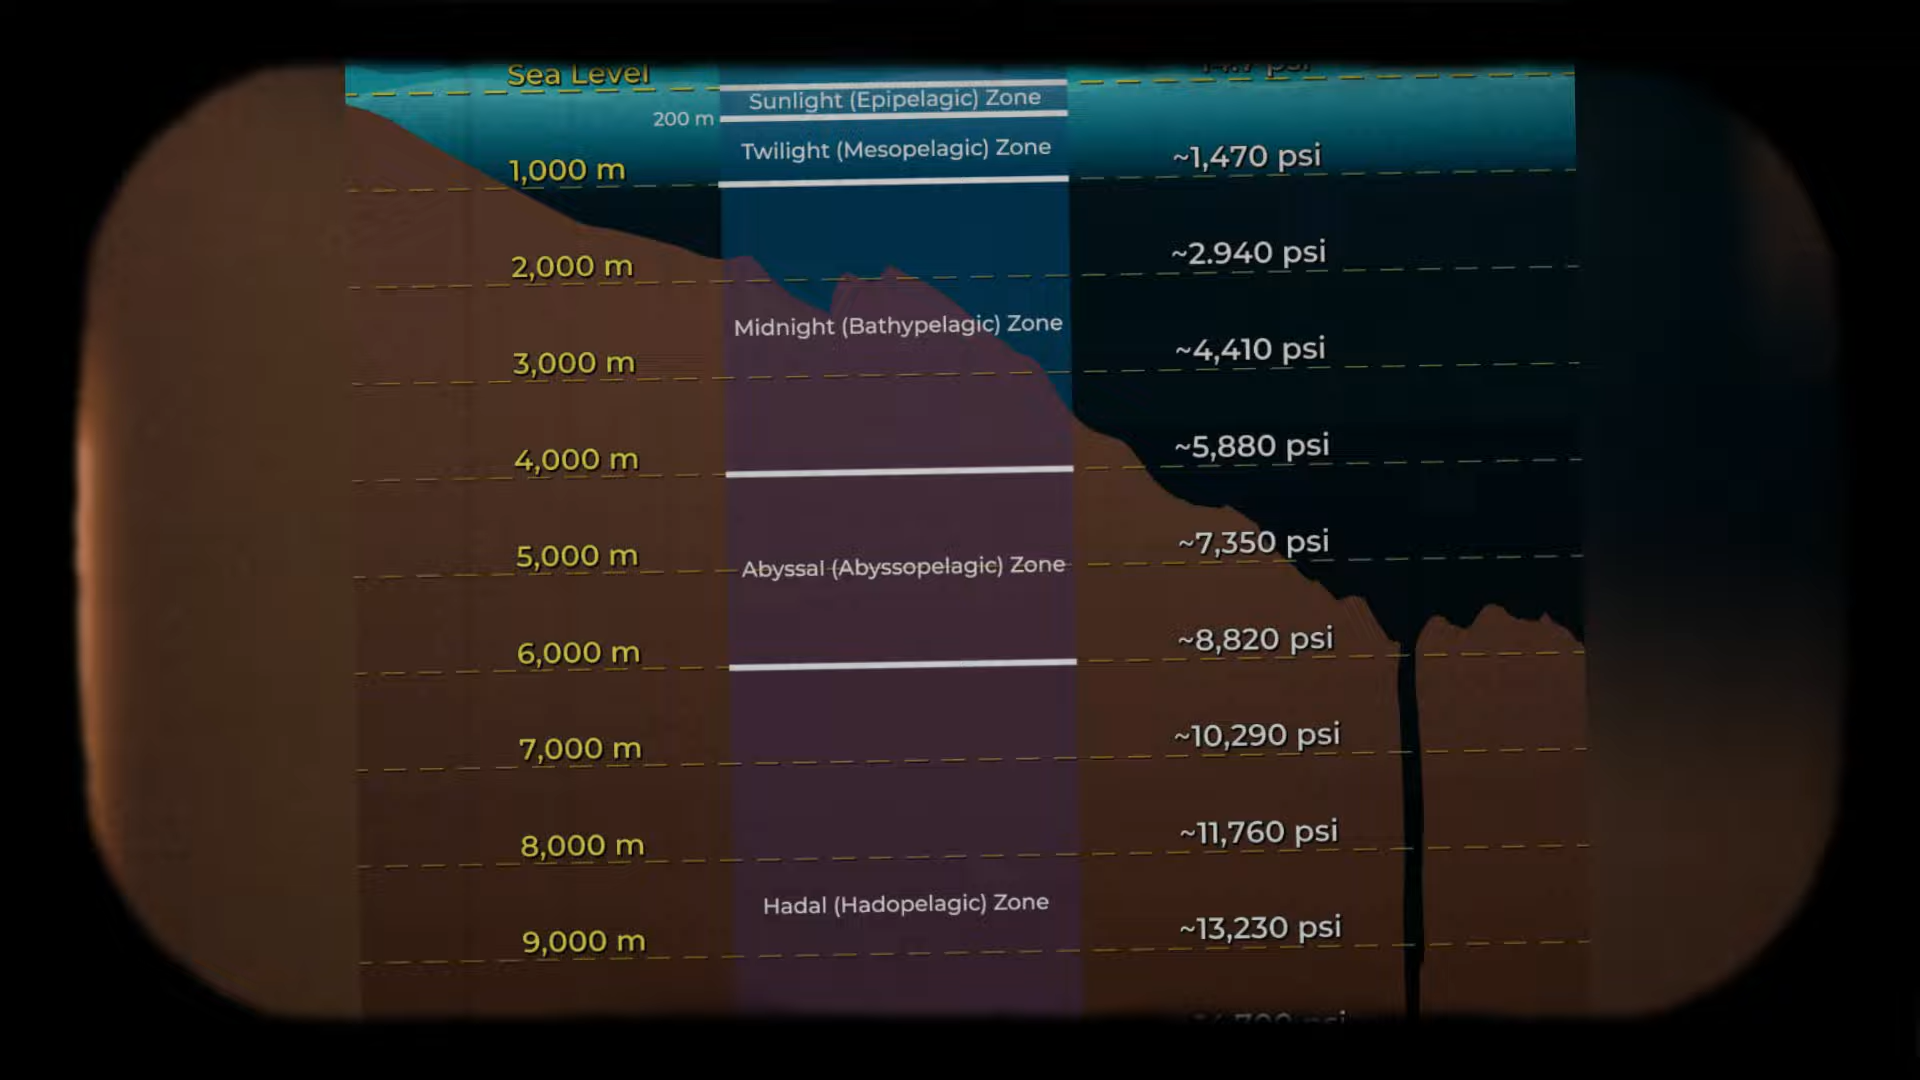 Sea Level
14.7 psi
Sunlight (Epipelagic) Zone
200 m
Twilight (Mesopelagic) Zone
1,000 m
~1,470 psi
2,000 m
~2.940 psi
Midnight (Bathypelagic) Zone
3,000 m
~4,410 psi
4,000 m
~5,880 psi
5,000 m
Abyssal (Abyssopelagic) Zone
~7,350 psi
6,000 m
~8,820 psi
7,000 m
~10,290 psi
8,000 m
~11,760 psi
Hadal (Hadopelagic) Zone
9,000 m
~13,230 psi